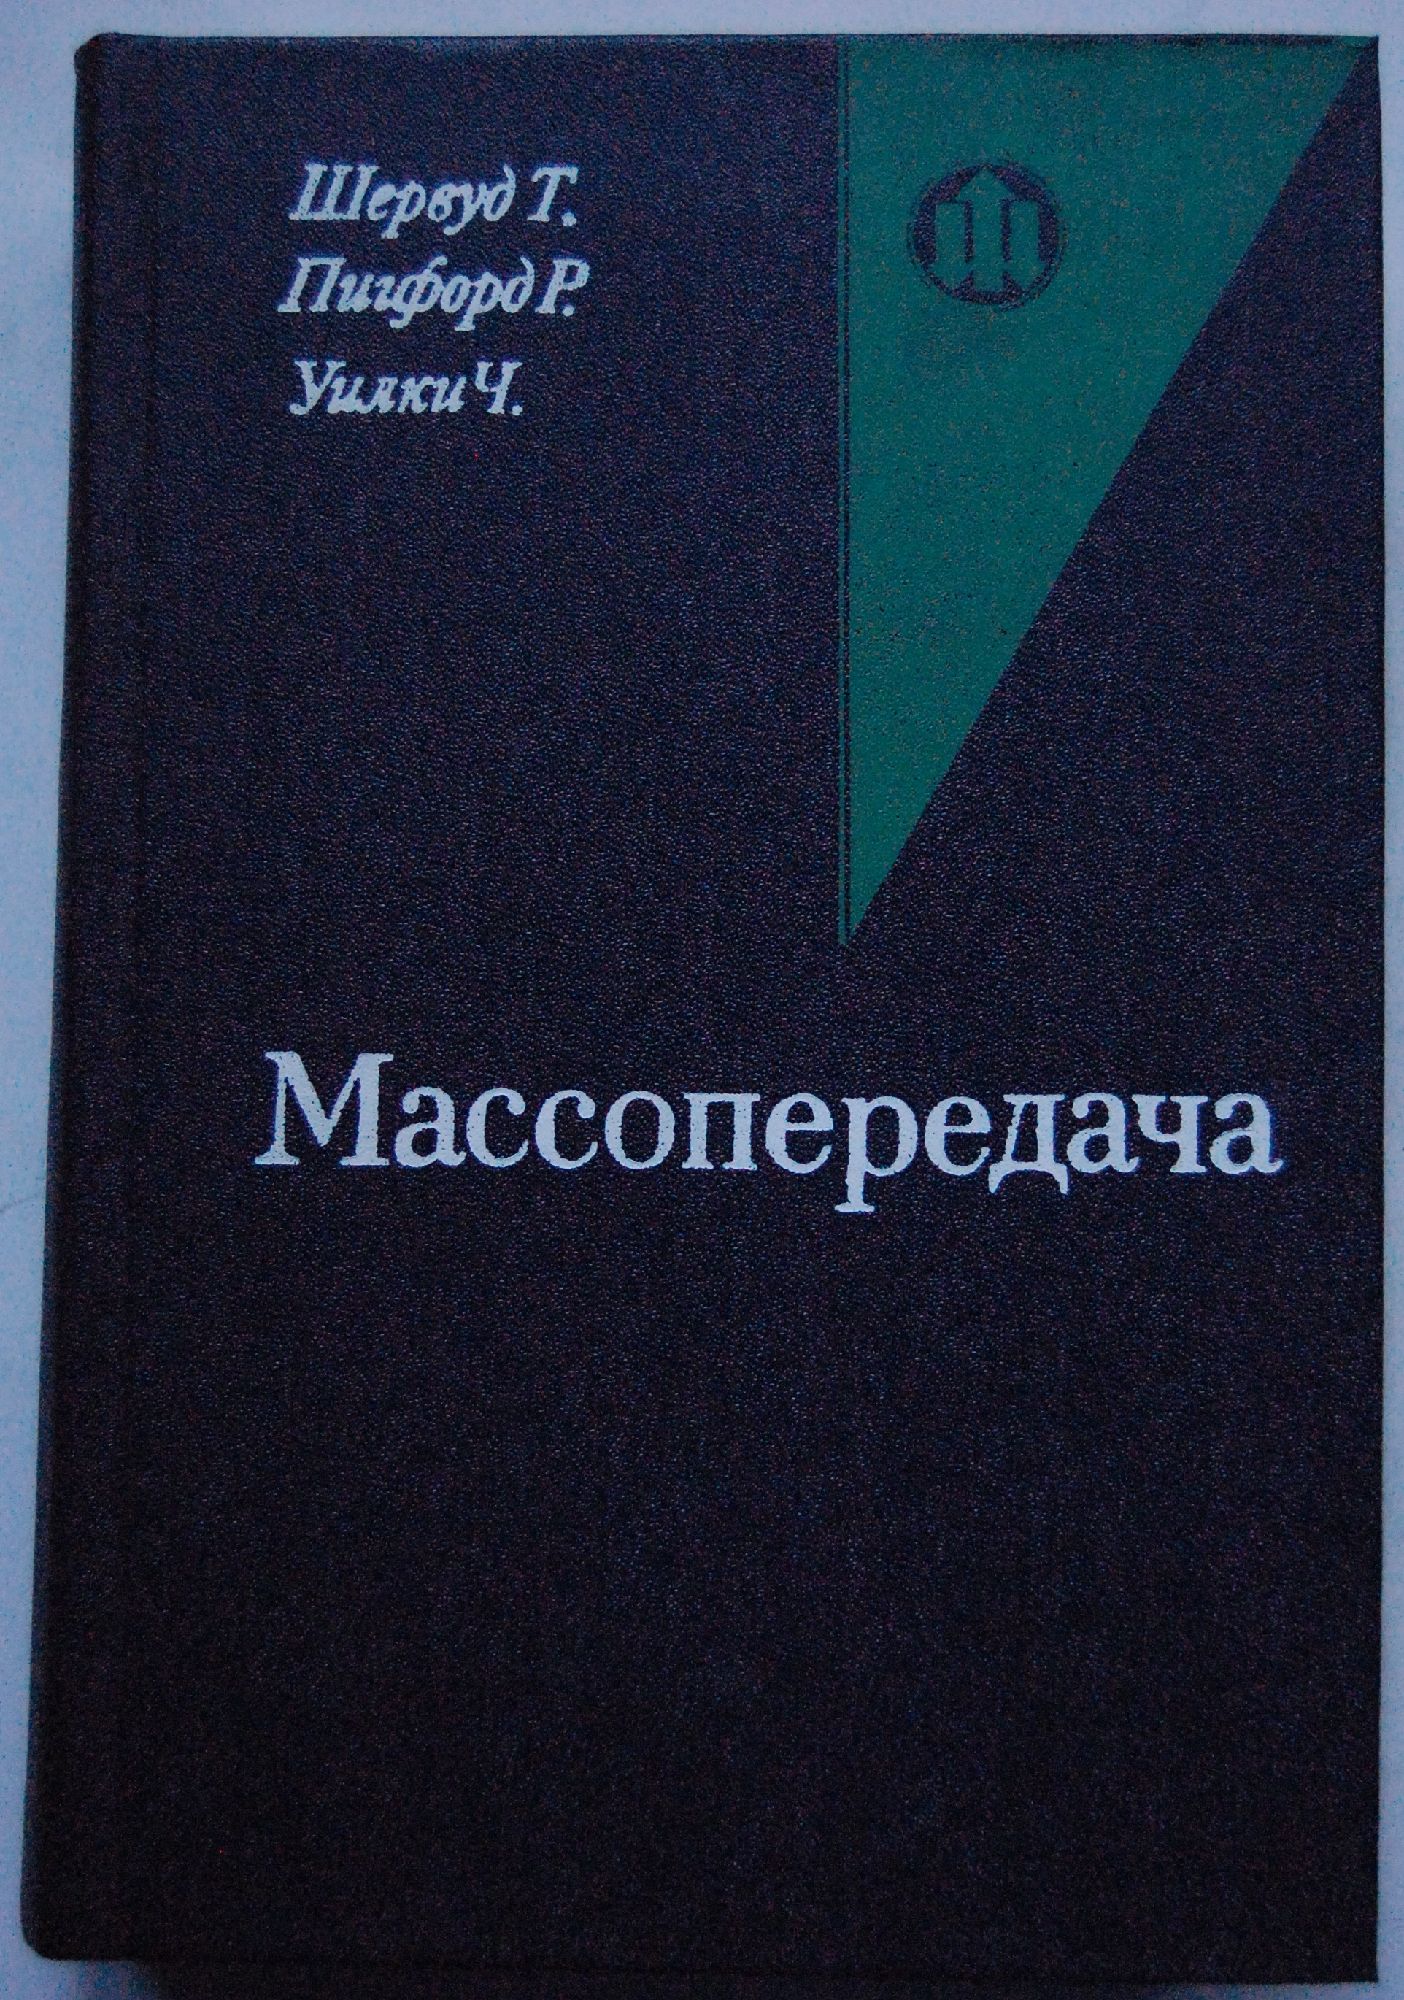 Шервуд Т.
Пигфорд Р.
Уилки Ч.
Массопередача